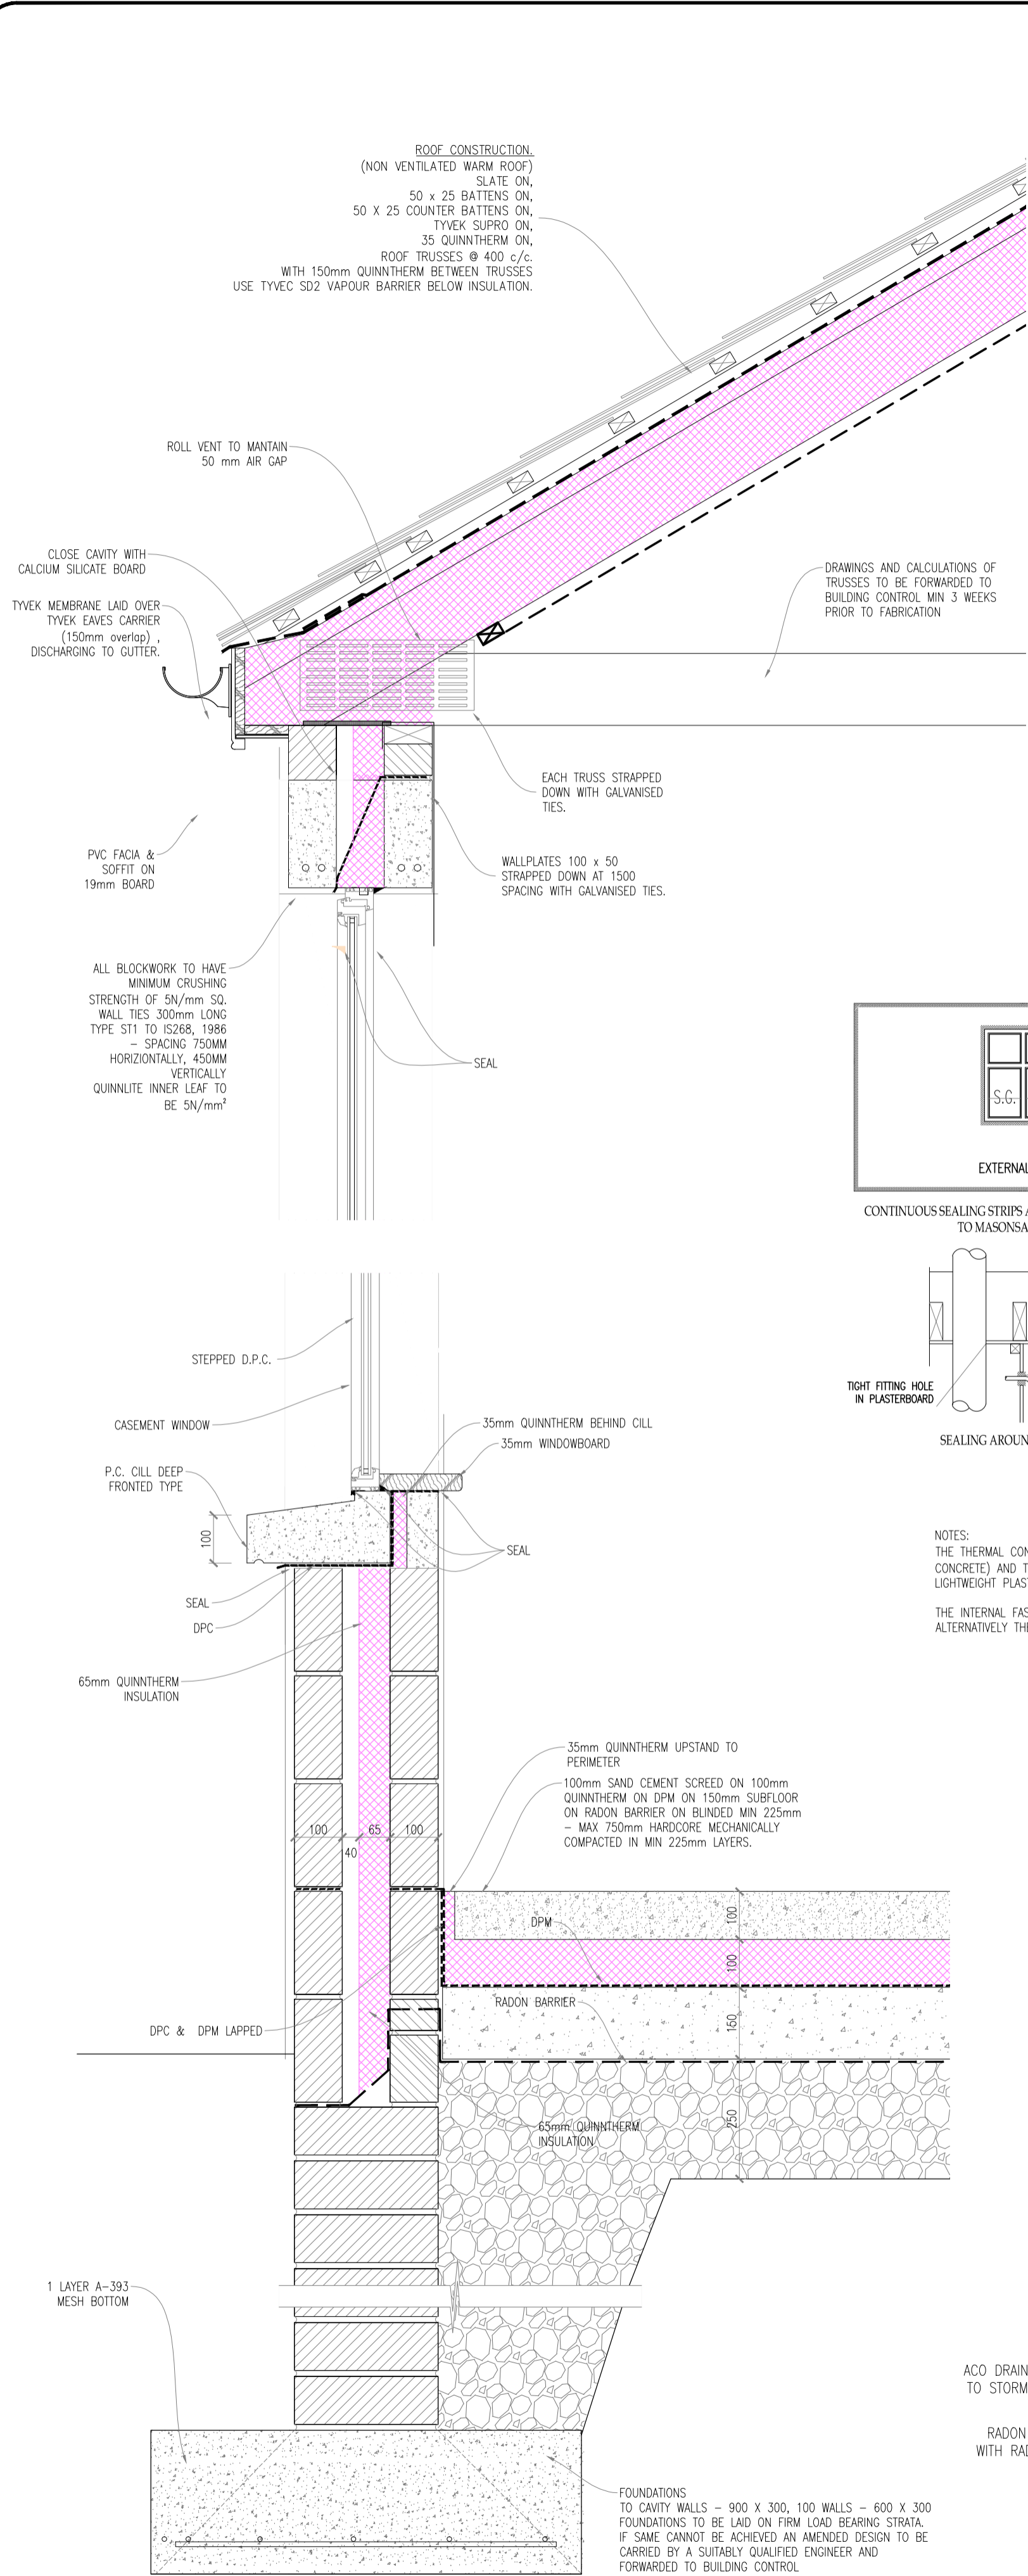 ROOF CONSTRUCTION.
(NON VENTILATED WARM ROOF)
SLATE ON,
50 x 25 BATTENS ON,
50 X 25 COUNTER BATTENS ON,
TYVEK SUPRO ON,
35 QUINNTHERM ON,
ROOF TRUSSES @ 400 c/c.
WITH 150mm QUINNTHERM BETWEEN TRUSSES
USE TYVEC SD2 VAPOUR BARRIER BELOW INSULATION.
ROLL VENT TO MANTAIN
50 mm AIR GAP
CLOSE CAVITY WITH
CALCIUM SILICATE BOARD
TYVEK MEMBRANE LAID OVER
TYVEK EAVES CARRIER
(150mm overlap) ,
DISCHARGING TO GUTTER.
DRAWINGS AND CALCULATIONS OF
TRUSSES TO BE FORWARDED TO
BUILDING CONTROL MIN 3 WEEKS
PRIOR TO FABRICATION
EACH TRUSS STRAPPED
DOWN WITH GALVANISED
TIES.
PVC FACIA &
SOFFIT ON
19mm BOARD
WALLPLATES 100 x 50
STRAPPED DOWN AT 1500
SPACING WITH GALVANISED TIES.
ALL BLOCKWORK TO HAVE
MINIMUM CRUSHING
STRENGTH OF 5N/mm SQ.
WALL TIES 300mm LONG
TYPE ST1 TO IS268, 1986
– SPACING 750MM
HORIZIONTALLY, 450MM
VERTICALLY
QUINNLITE INNER LEAF TO
BE 5N/mm²
SEAL
S.G.
EXTERNAL
CONTINUOUS SEALING STRIPS
TO MASONSA
TIGHT FITTING HOLE
IN PLASTERBOARD
SEALING AROUN
STEPPED D.P.C.
CASEMENT WINDOW
35mm QUINNTHERM BEHIND CILL
35mm WINDOWBOARD
P.C. CILL DEEP
FRONTED TYPE
100
SEAL
SEAL
DPC
65mm QUINNTHERM
INSULATION
NOTES:
THE THERMAL CON
CONCRETE) AND T
LIGHTWEIGHT PLAS
THE INTERNAL FAS
ALTERNATIVELY THE
35mm QUINNTHERM UPSTAND TO
PERIMETER
100mm SAND CEMENT SCREED ON 100mm
QUINNTHERM ON DPM ON 150mm SUBFLOOR
ON RADON BARRIER ON BLINDED MIN 225mm
– MAX 750mm HARDCORE MECHANICALLY
COMPACTED IN MIN 225mm LAYERS.
100 65 100
40
DPM
100
100
RADON BARRIER
150
DPC & DPM LAPPED
250
65mm QUINNTHERM
INSULATION
1 LAYER A-393
MESH BOTTOM
ACO DRAIN
TO STORM
RADON
WITH RAD
FOUNDATIONS
TO CAVITY WALLS – 900 X 300, 100 WALLS – 600 X 300
FOUNDATIONS TO BE LAID ON FIRM LOAD BEARING STRATA.
IF SAME CANNOT BE ACHIEVED AN AMENDED DESIGN TO BE
CARRIED BY A SUITABLY QUALIFIED ENGINEER AND
FORWARDED TO BUILDING CONTROL